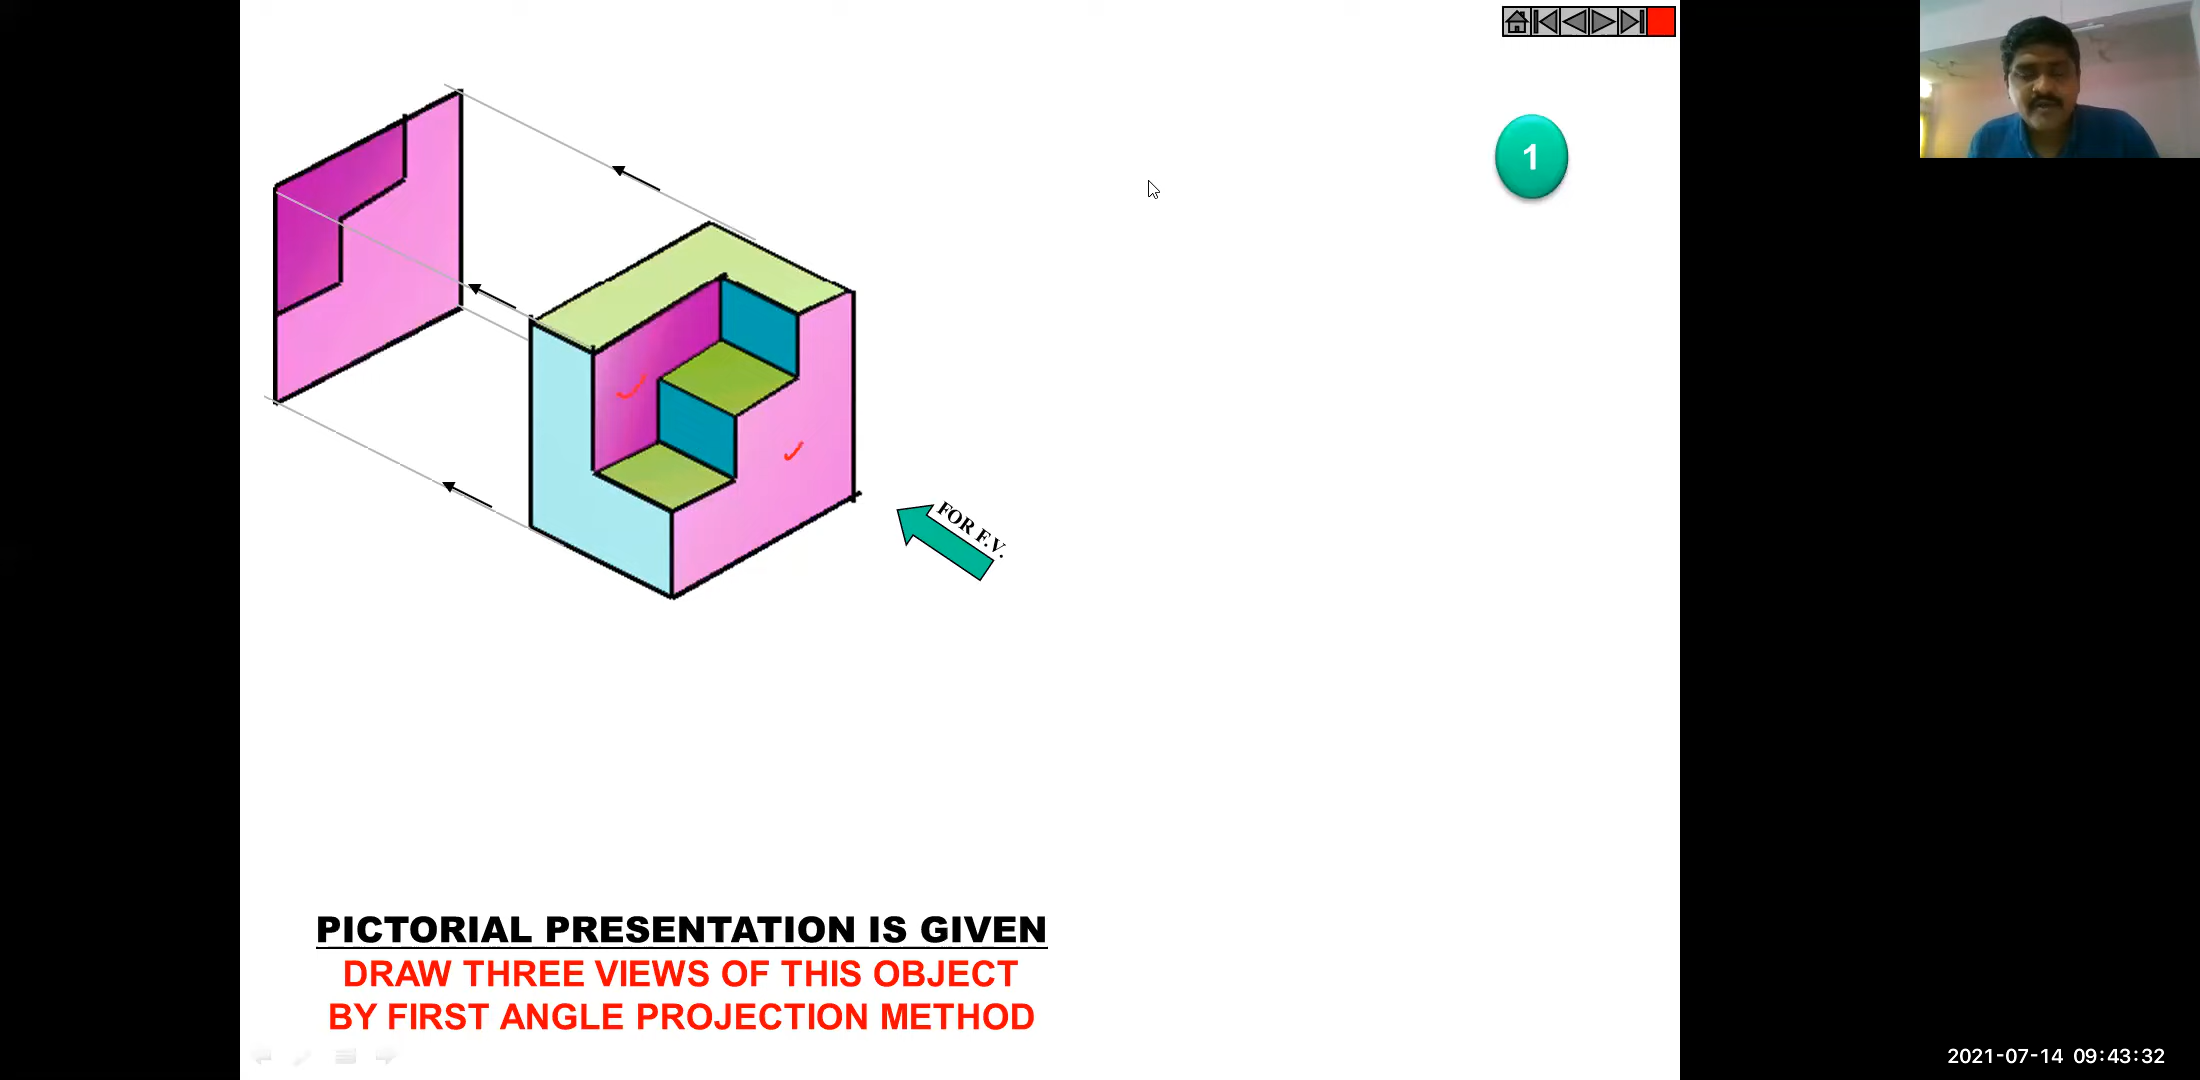 1
FOR F.V.
PICTORIAL PRESENTATION IS GIVEN
DRAW THREE VIEWS OF THIS OBJECT
BY FIRST ANGLE PROJECTION METHOD
2021-07-14 09:43:32